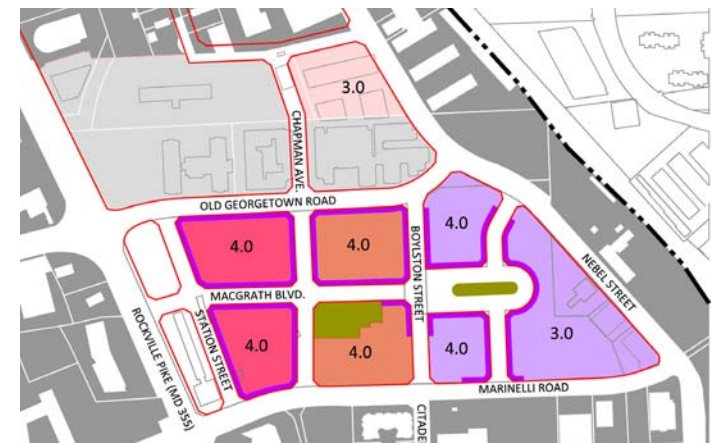 3.0
CHAPMAN AVE.
OLD GEORGETOWN ROAD
4.0
4.0
4.0
BOYLSTON STREET
NEBEL STREET
MACGRATH BLVD.
STATION STREET
ROCKVILLE PIKE (MD 355)
4.0
4.0
4.0
3.0
MARINELLI ROAD
CITADE